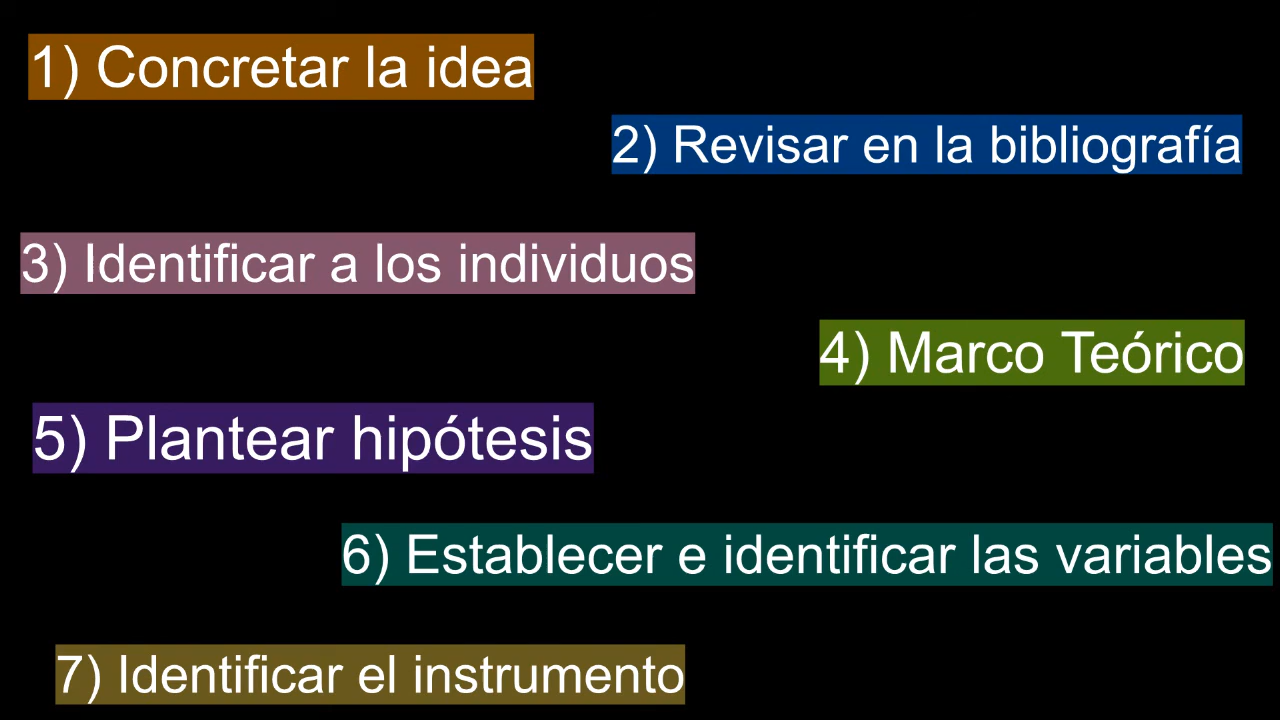 1) Concretar la idea
2) Revisar en la bibliografía
3) Identificar a los individuos
4) Marco Teórico
5) Plantear hipótesis
6) Establecer e identificar las variables
7) Identificar el instrumento